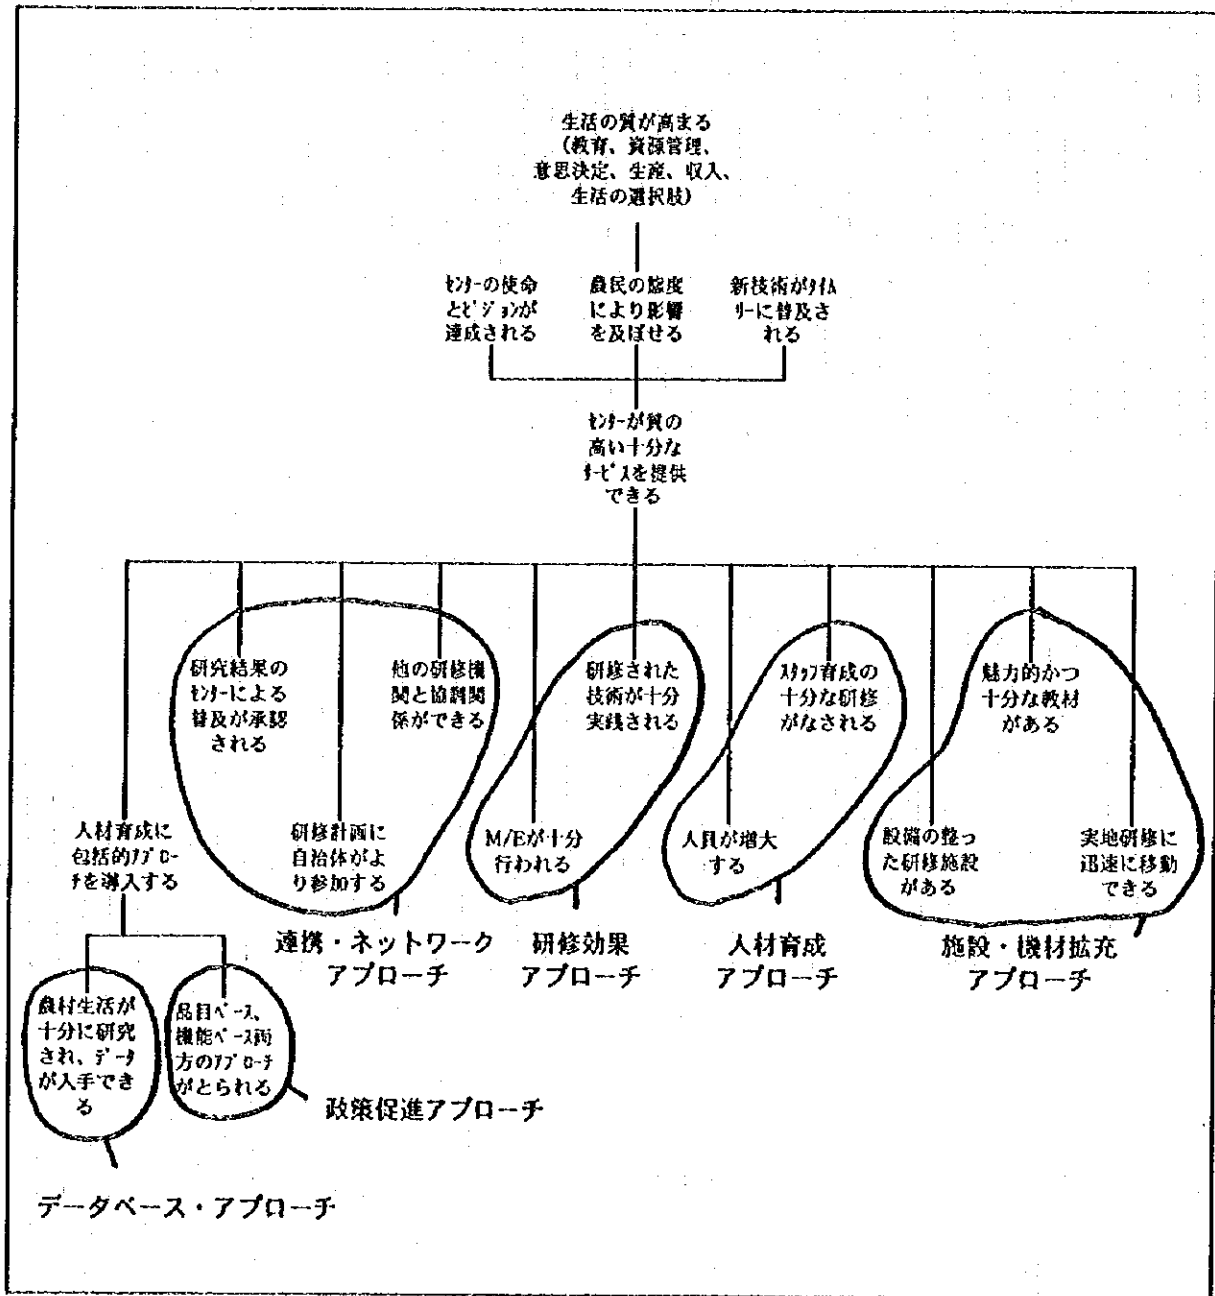 生活の質が高まる
(教育、資源管理、
意思決定、生産、収入、
生活の選択肢)
ｾﾝﾀｰの使命
とﾋﾞｼﾞｮﾝが
達成される
農民の態度
により影響
を及ぼせる
新技術がﾀｲﾑ
ﾘｰに普及さ
れる
ｾﾝﾀｰが質の
高い十分な
ｻｰﾋﾞｽを提供
できる
研究結果の
ｾﾝﾀｰによる
普及が承認
される
他の研修機
関と協調関
係ができる
研修された
技術が十分
実践される
ｽﾀｯﾌ育成の
十分な研修
がなされる
魅力的かつ
十分な教材
がある
人材育成に
包括的ｱﾌﾟﾛｰ
ﾁを導入する
研修計画に
自治体がよ
り参加する
M/Eが十分
行われる
人員が増大
する
設備の整っ
た研修施設
がある
実地研修に
迅速に移動
できる
連携・ネットワーク
アプローチ
研修効果
アプローチ
人材育成
アプローチ
施設・機材拡充
アプローチ
農村生活が
十分に研究
され、ﾃﾞｰﾀ
が入手でき
る
品目ﾍﾞｰｽ、
機能ﾍﾞｰｽ両
方のｱﾌﾟﾛｰﾁ
がとられる
政策促進アプローチ
データベース・アプローチ